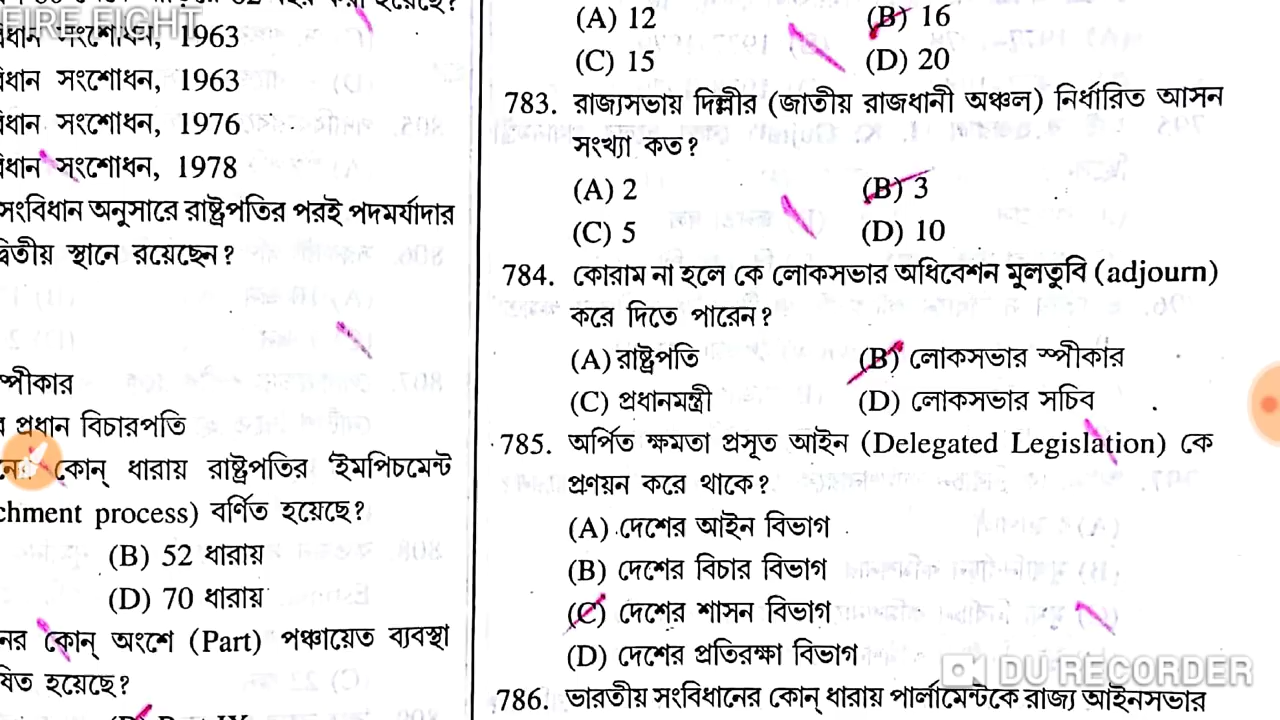 FIRE FIGHT
সংশোধন, 1963
সংশোধন, 1963
সংশোধন, 1976
সংশোধন, 1978
সংবিধান অনুসারে রাষ্ট্রপতির পরই পদমর্যাদার
স্থানে রয়েছেন?
স্পীকার
প্রধান বিচারপতি
কোন্ ধারায় রাষ্ট্রপতির 'ইমপিচমেন্ট
chment process) বর্ণিত হয়েছে?
(B) 52 ধারায়
(D) 70 ধারায়
কোন্ অংশে (Part) পঞ্চায়েত ব্যবস্থা
হয়েছে?
(A) 12 (B) 16
(C) 15 (D) 20
783. রাজ্যসভায় দিল্লীর (জাতীয় রাজধানী অঞ্চল) নির্ধারিত আসন
সংখ্যা কত?
(A) 2 (B) 3
(C) 5 (D) 10
784. কোরাম না হলে কে লোকসভার অধিবেশন মুলতুবি (adjourn)
করে দিতে পারেন?
(A) রাষ্ট্রপতি (B) লোকসভার স্পীকার
(C) প্রধানমন্ত্রী (D) লোকসভার সচিব
785. অর্পিত ক্ষমতা প্রসূত আইন (Delegated Legislation) কে
প্রণয়ন করে থাকে?
(A) দেশের আইন বিভাগ
(B) দেশের বিচার বিভাগ
(C) দেশের শাসন বিভাগ
(D) দেশের প্রতিরক্ষা বিভাগ
786. ভারতীয় সংবিধানের কোন্ ধারায় পার্লামেন্টকে রাজ্য আইনসভার
DU RECORDER